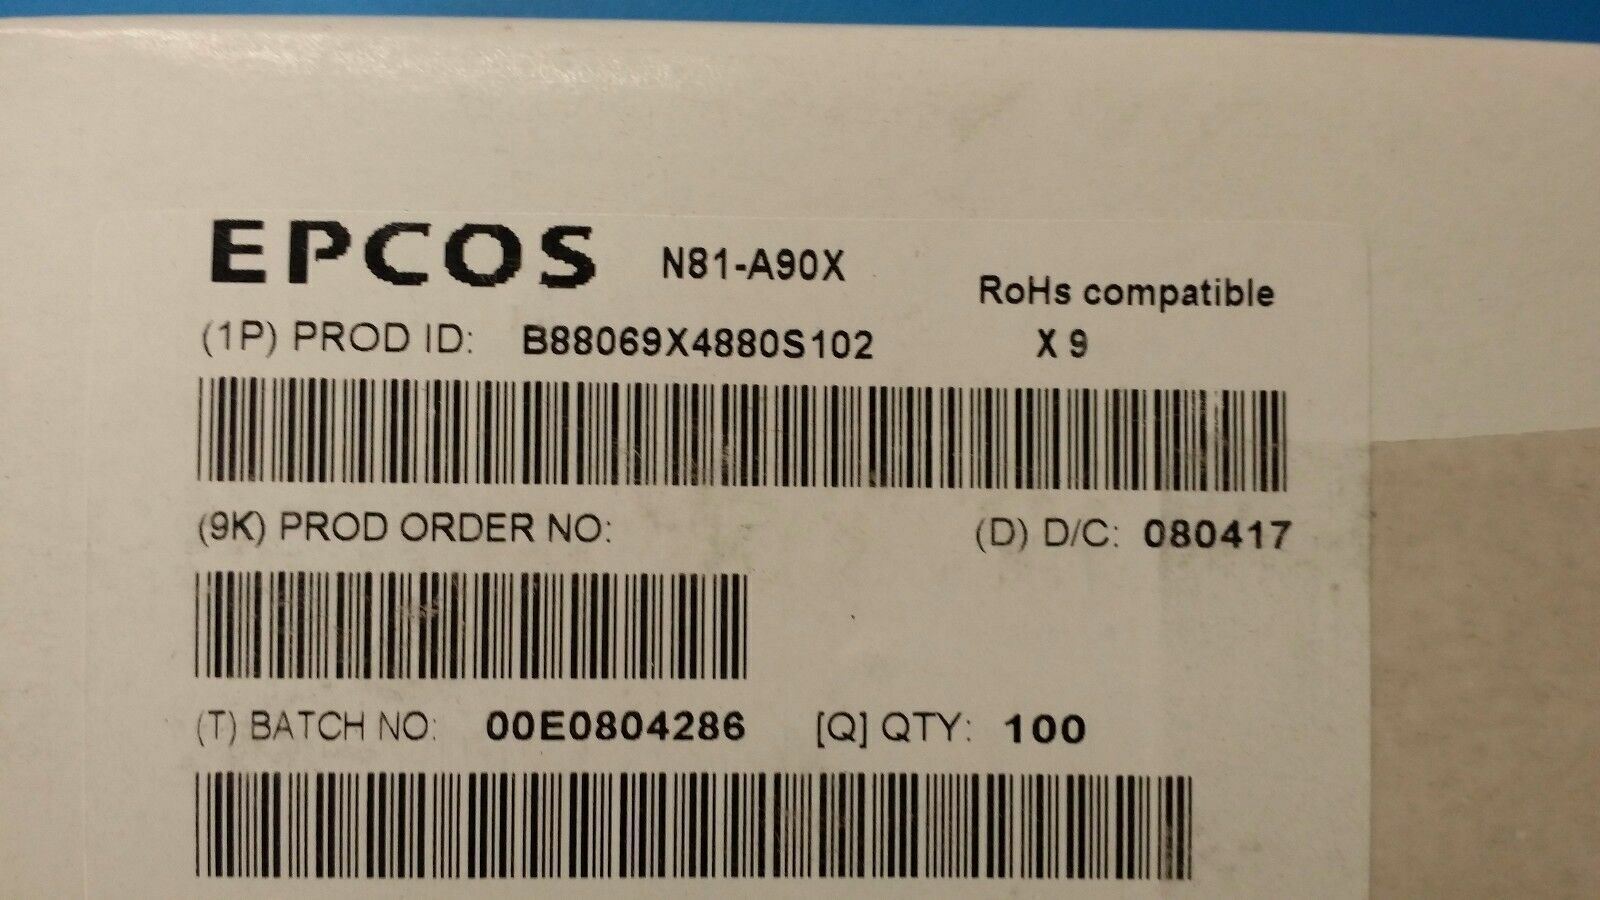 EPCOS N81-A90X
RoHs compatible
(1P) PROD ID: B88069X4880S102 X 9
(9K) PROD ORDER NO: (D) D/C: 080417
(T) BATCH NO: 00E0804286 [Q] QTY: 100